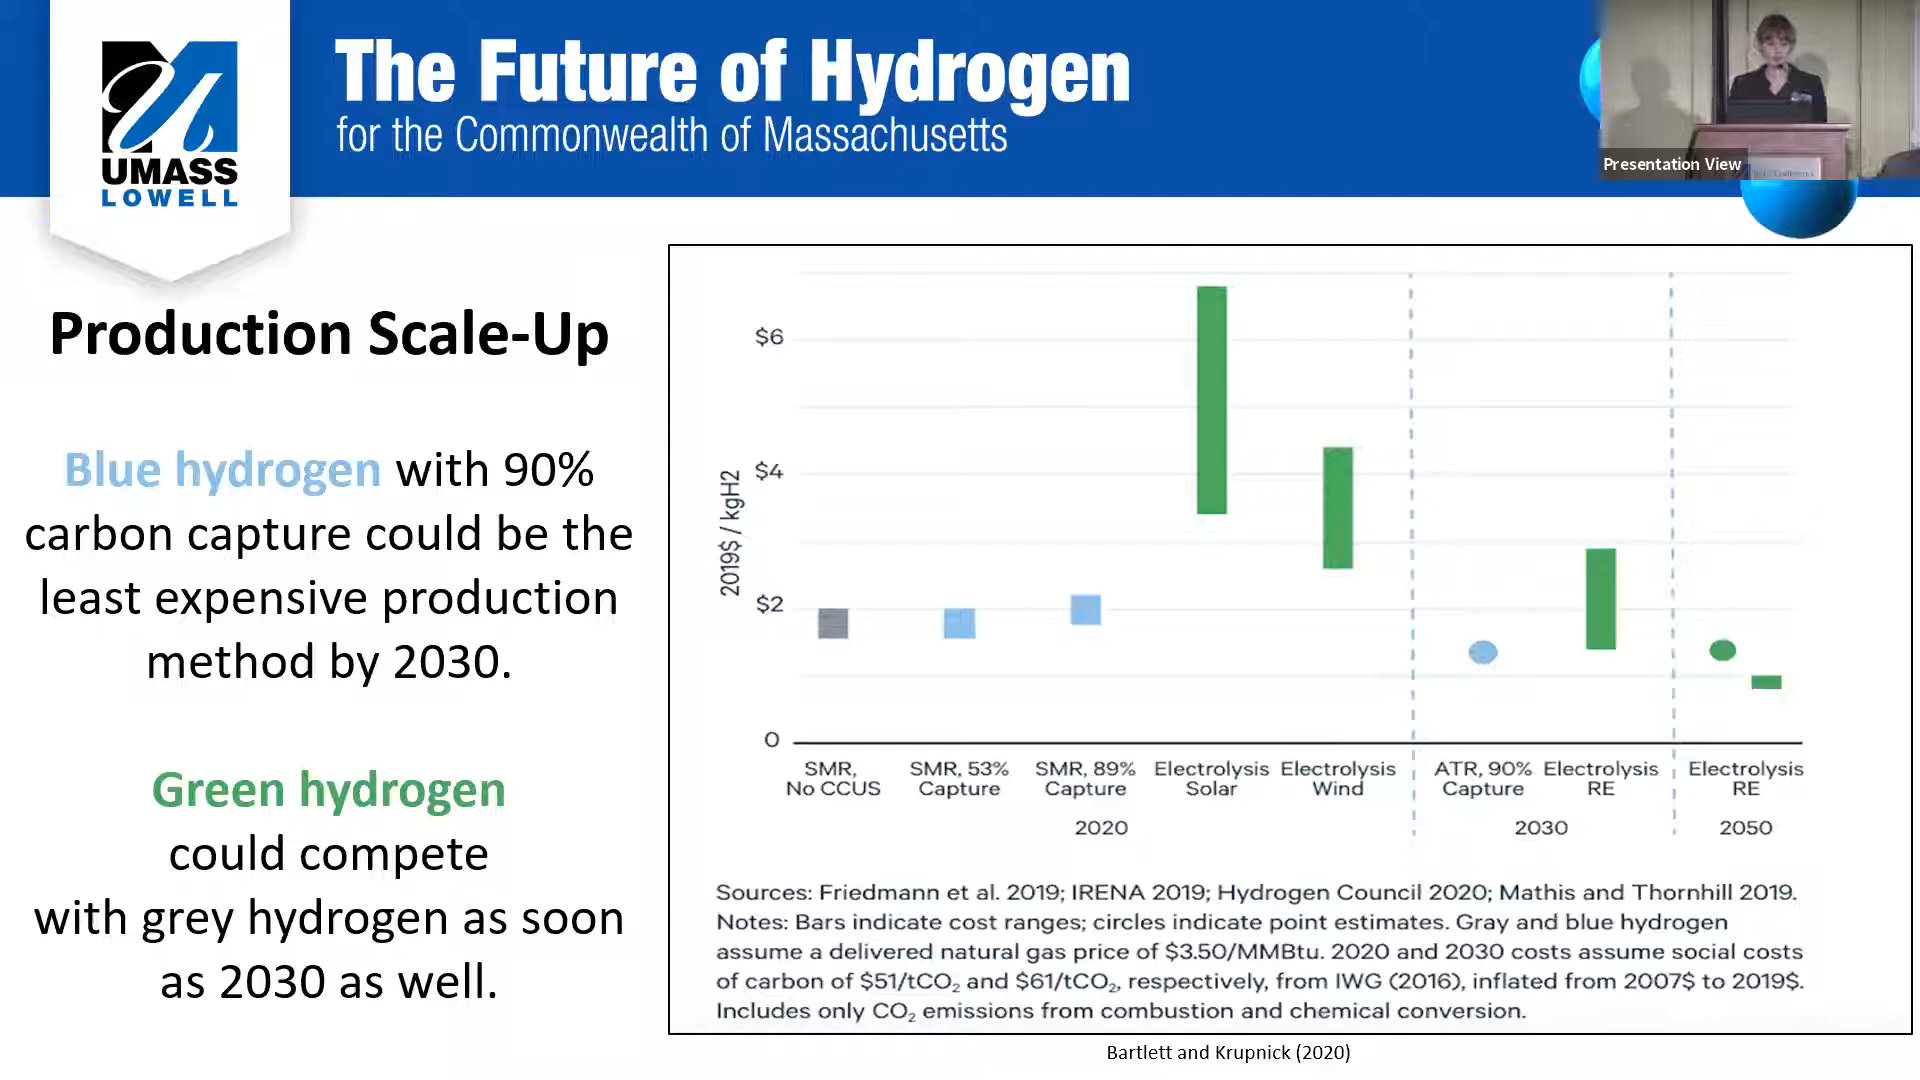 The Future of Hydrogen
for the Commonwealth of Massachusetts
UMASS
LOWELL
Presentation View
Production Scale-Up
Blue hydrogen with 90%
carbon capture could be the
least expensive production
method by 2030.
Green hydrogen
could compete
with grey hydrogen as soon
as 2030 as well.
2019$ / kgH2
$6
$4
$2
0
SMR, No CCUS
SMR, 53% Capture
SMR, 89% Capture
Electrolysis Solar
Electrolysis Wind
ATR, 90% Capture
Electrolysis RE
Electrolysis RE
2020
2030
2050
Sources: Friedmann et al. 2019; IRENA 2019; Hydrogen Council 2020; Mathis and Thornhill 2019.
Notes: Bars indicate cost ranges; circles indicate point estimates. Gray and blue hydrogen
assume a delivered natural gas price of $3.50/MMBtu. 2020 and 2030 costs assume social costs
of carbon of $51/tCO₂ and $61/tCO₂, respectively, from IWG (2016), inflated from 2007$ to 2019$.
Includes only CO₂ emissions from combustion and chemical conversion.
Bartlett and Krupnick (2020)